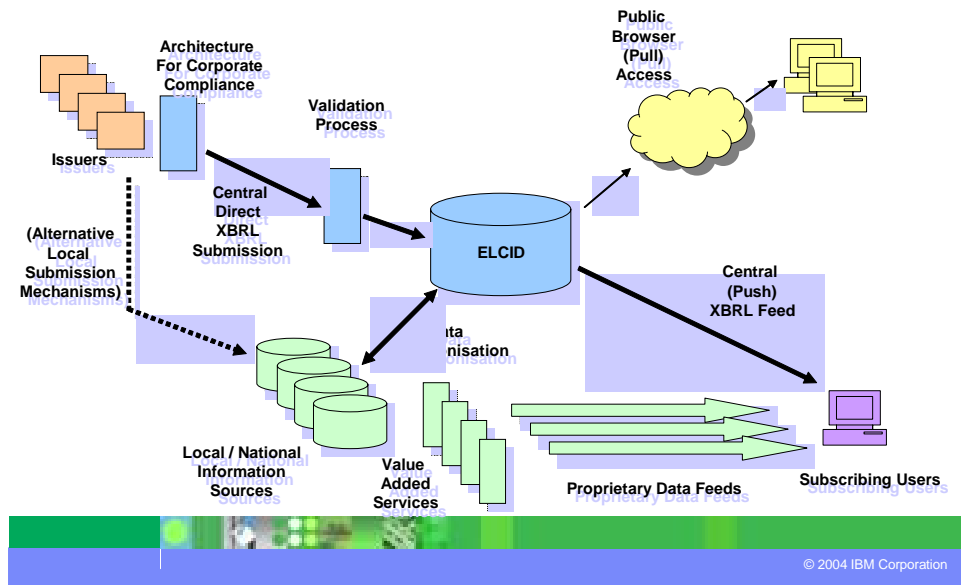 Public
Browser
(Pull)
Access
Architecture
For Corporate
Compliance
Validation
Process
Issuers
Central
Direct
XBRL
Submission
(Alternative
Local
Submission
Mechanisms)
ELCID
Central
(Push)
XBRL Feed
ata
onisation
Local / National
Information
Sources
Value
Added
Services
Proprietary Data Feeds
Subscribing Users
© 2004 IBM Corporation